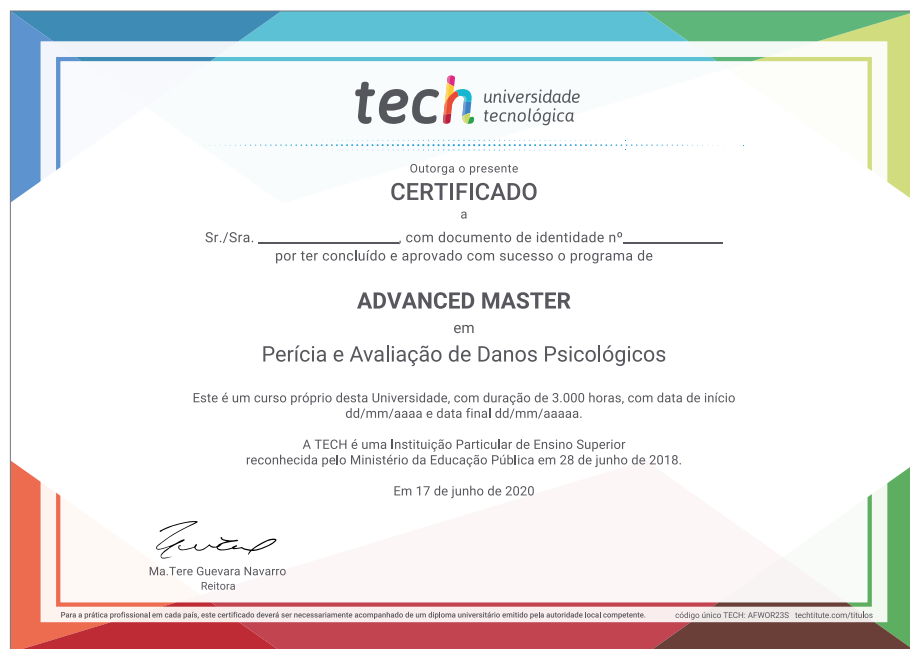 tech universidade
tecnológica
Outorga o presente
CERTIFICADO
a
Sr./Sra. ____________________, com documento de identidade nº______________
por ter concluído e aprovado com sucesso o programa de
ADVANCED MASTER
em
Perícia e Avaliação de Danos Psicológicos
Este é um curso próprio desta Universidade, com duração de 3.000 horas, com data de início
dd/mm/aaaa e data final dd/mm/aaaaa.
A TECH é uma Instituição Particular de Ensino Superior
reconhecida pelo Ministério da Educação Pública em 28 de junho de 2018.
Em 17 de junho de 2020
Ma.Tere Guevara Navarro
Reitora
Para a prática profissional em cada país, este certificado deverá ser necessariamente acompanhado de um diploma universitário emitido pela autoridade local competente. código único TECH: AFWOR23S techtitute.com/titulos